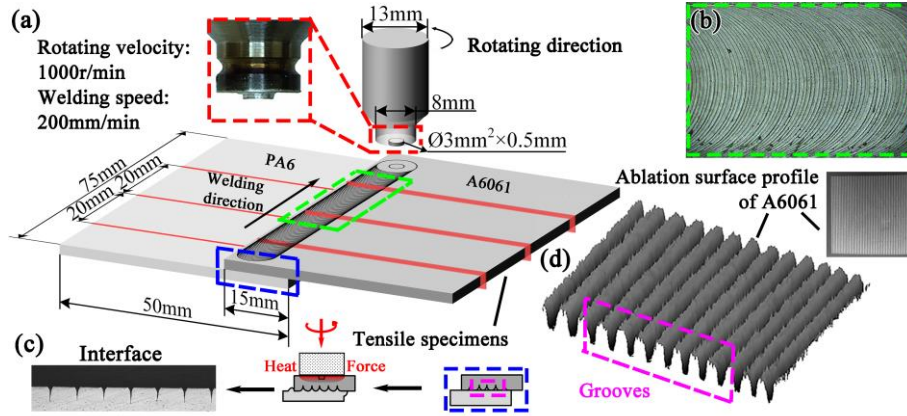 (a)
Rotating velocity:
1000r/min
Welding speed:
200mm/min
13mm
Rotating direction
8mm
Ø3mm²×0.5mm
(b)
PA6
A6061
75mm
20mm
20mm
Welding
direction
50mm
15mm
Tensile specimens
Ablation surface profile
of A6061
(d)
Grooves
(c)
Interface
Heat
Force